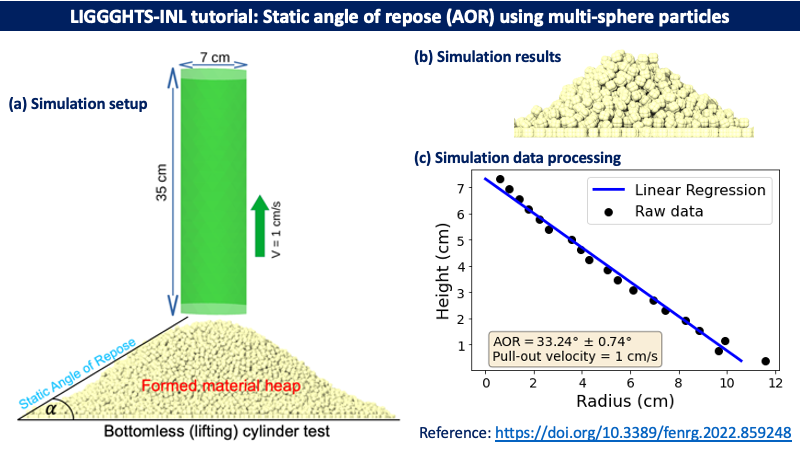 LIGGGHTS-INL tutorial: Static angle of repose (AOR) using multi-sphere particles
(a) Simulation setup
7 cm
35 cm
V = 1 cm/s
Static Angle of Repose
α
Formed material heap
Bottomless (lifting) cylinder test
(b) Simulation results
(c) Simulation data processing
Height (cm)
7
6
5
4
3
2
1
Linear Regression
Raw data
AOR = 33.24° ± 0.74°
Pull-out velocity = 1 cm/s
0 2 4 6 8 10 12
Radius (cm)
Reference: https://doi.org/10.3389/fenrg.2022.859248